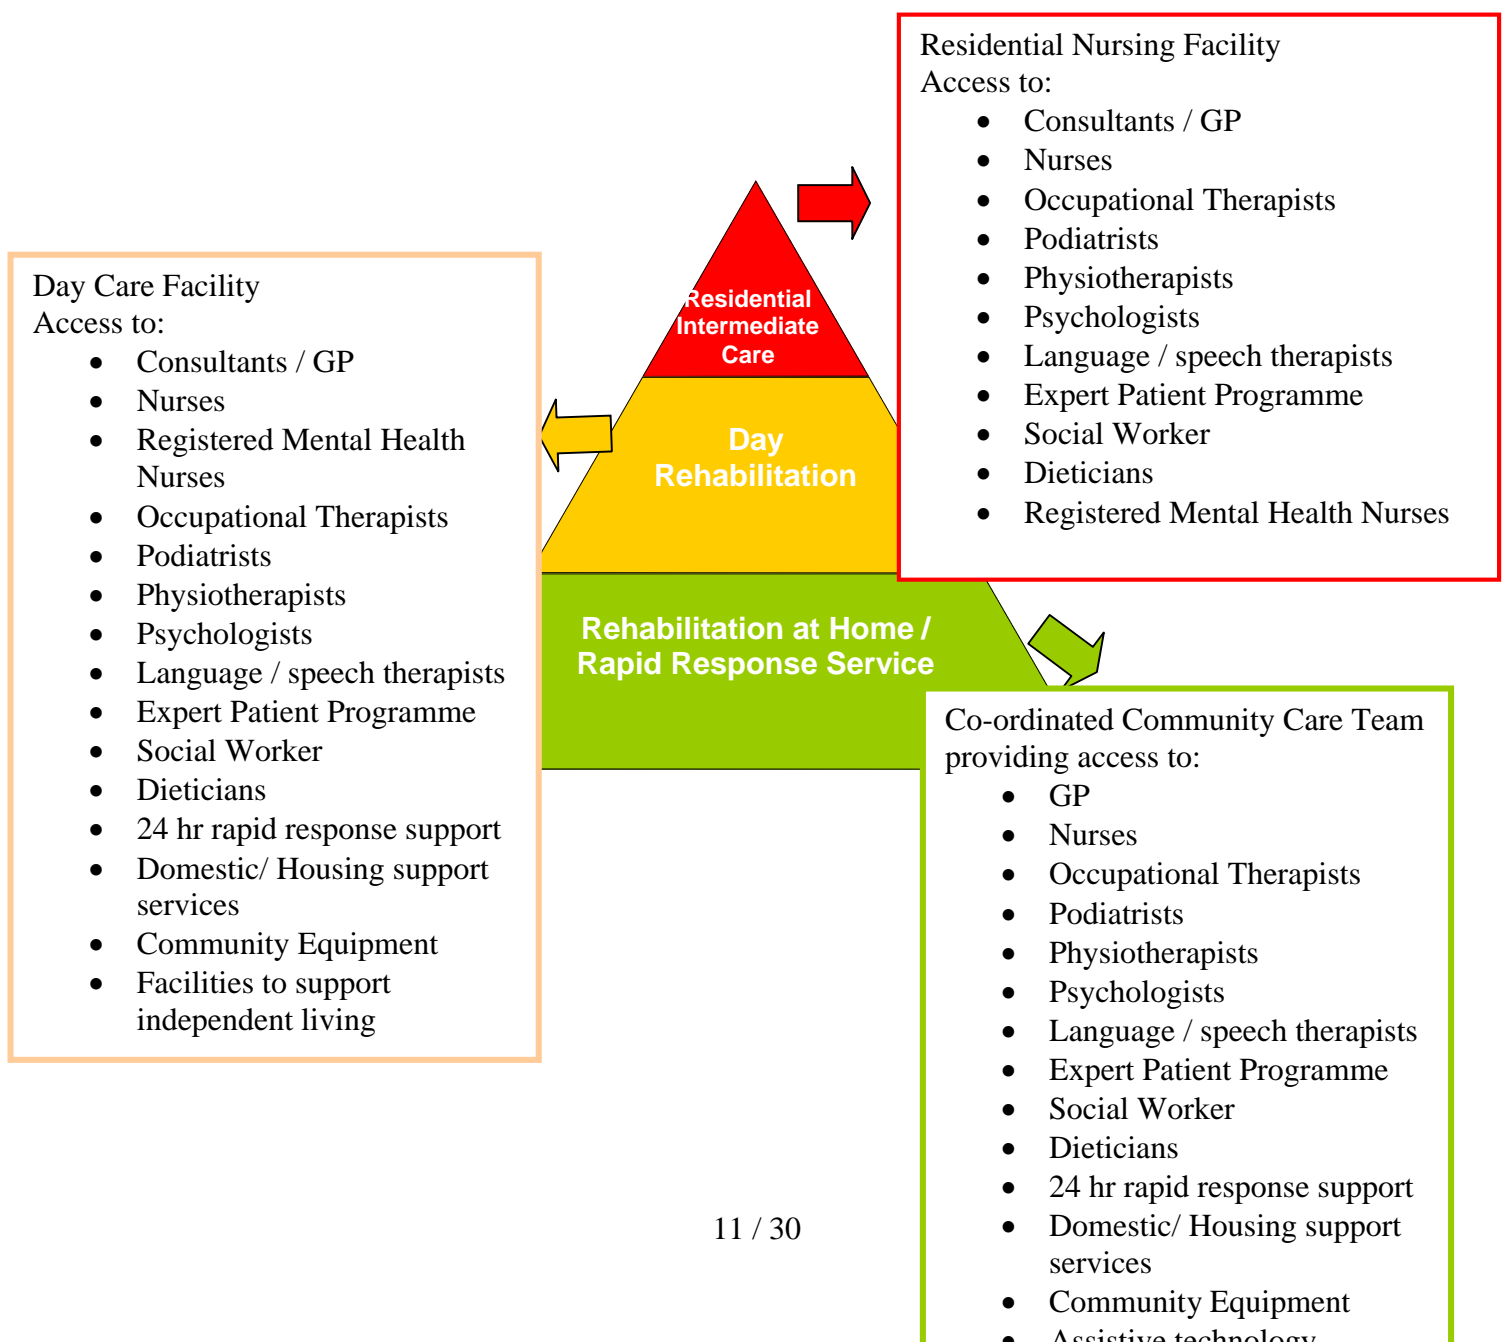 Residential Nursing Facility
Access to:
• Consultants / GP
• Nurses
• Occupational Therapists
• Podiatrists
• Physiotherapists
• Psychologists
• Language / speech therapists
• Expert Patient Programme
• Social Worker
• Dieticians
• Registered Mental Health Nurses
Day Care Facility
Access to:
• Consultants / GP
• Nurses
• Registered Mental Health
Nurses
• Occupational Therapists
• Podiatrists
• Physiotherapists
• Psychologists
• Language / speech therapists
• Expert Patient Programme
• Social Worker
• Dieticians
• 24 hr rapid response support
• Domestic/ Housing support
services
• Community Equipment
• Facilities to support
independent living
Residential
Intermediate
Care
Day
Rehabilitation
Rehabilitation at Home /
Rapid Response Service
Co-ordinated Community Care Team
providing access to:
• GP
• Nurses
• Occupational Therapists
• Podiatrists
• Physiotherapists
• Psychologists
• Language / speech therapists
• Expert Patient Programme
• Social Worker
• Dieticians
• 24 hr rapid response support
• Domestic/ Housing support
services
• Community Equipment
• Assistive technology
11 / 30